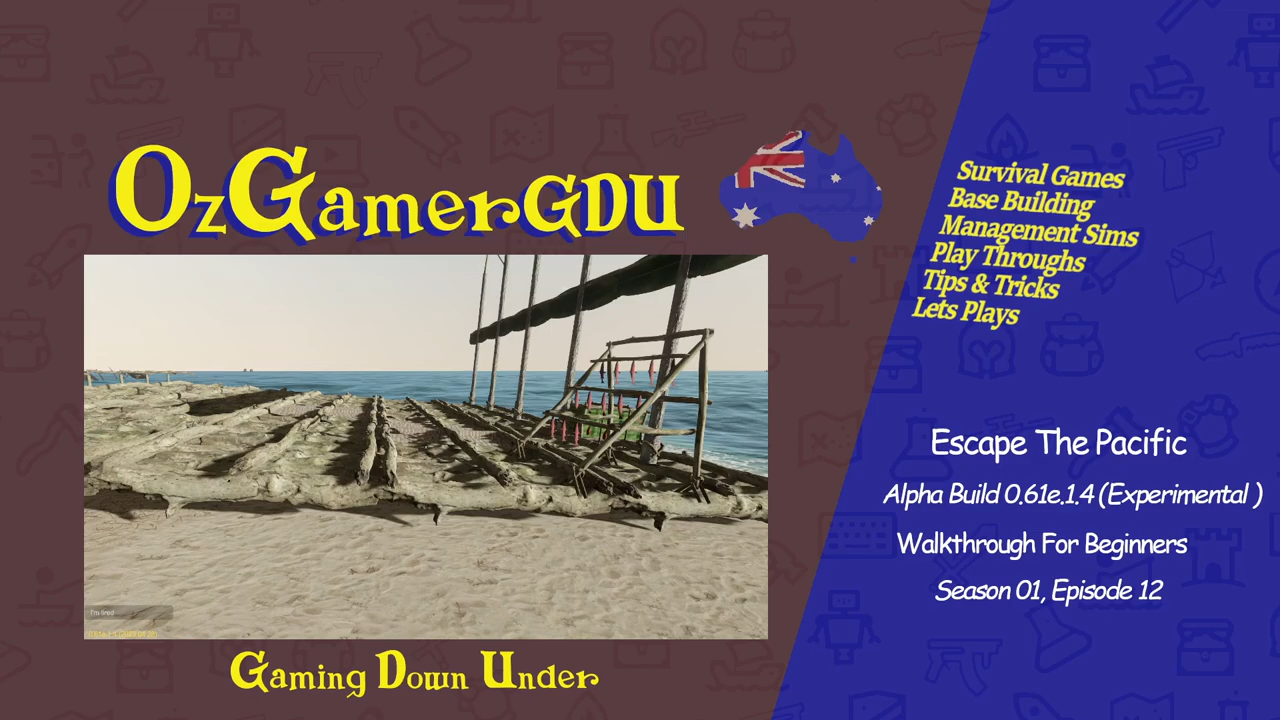 OzGamerGDU
Survival Games
Base Building
Management Sims
Play Throughs
Tips & Tricks
Lets Plays
Escape The Pacific
Alpha Build 0.61e.1.4 (Experimental )
Walkthrough For Beginners
Season 01, Episode 12
I'm tired
Gaming Down Under